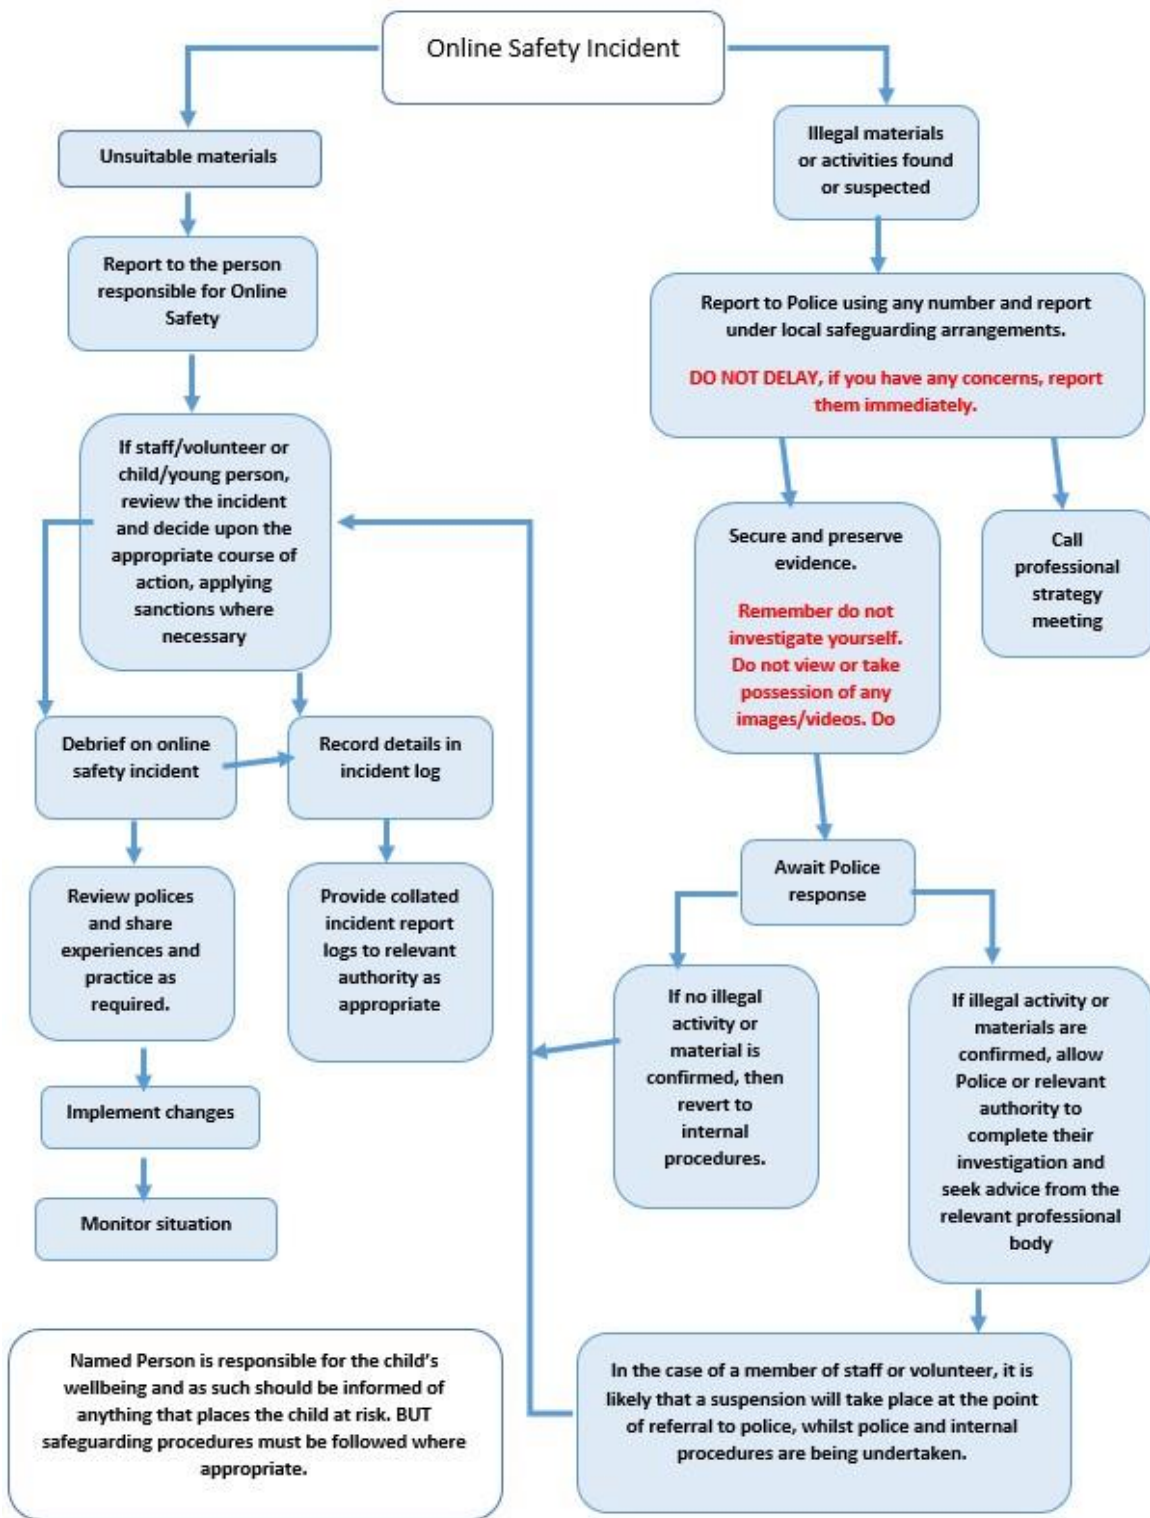 Online Safety Incident
Unsuitable materials
Illegal materials
or activities found
or suspected
Report to the person
responsible for Online
Safety
Report to Police using any number and report
under local safeguarding arrangements.
DO NOT DELAY, if you have any concerns, report
them immediately.
If staff/volunteer or
child/young person,
review the incident
and decide upon the
appropriate course of
action, applying
sanctions where
necessary
Secure and preserve
evidence.
Remember do not
investigate yourself.
Do not view or take
possession of any
images/videos. Do
Call
professional
strategy
meeting
Debrief on online
safety incident
Record details in
incident log
Await Police
response
Review polices
and share
experiences and
practice as
required.
Provide collated
incident report
logs to relevant
authority as
appropriate
If no illegal
activity or
material is
confirmed, then
revert to
internal
procedures.
If illegal activity or
materials are
confirmed, allow
Police or relevant
authority to
complete their
investigation and
seek advice from the
relevant professional
body
Implement changes
Monitor situation
Named Person is responsible for the child’s
wellbeing and as such should be informed of
anything that places the child at risk. BUT
safeguarding procedures must be followed where
appropriate.
In the case of a member of staff or volunteer, it is
likely that a suspension will take place at the point
of referral to police, whilst police and internal
procedures are being undertaken.